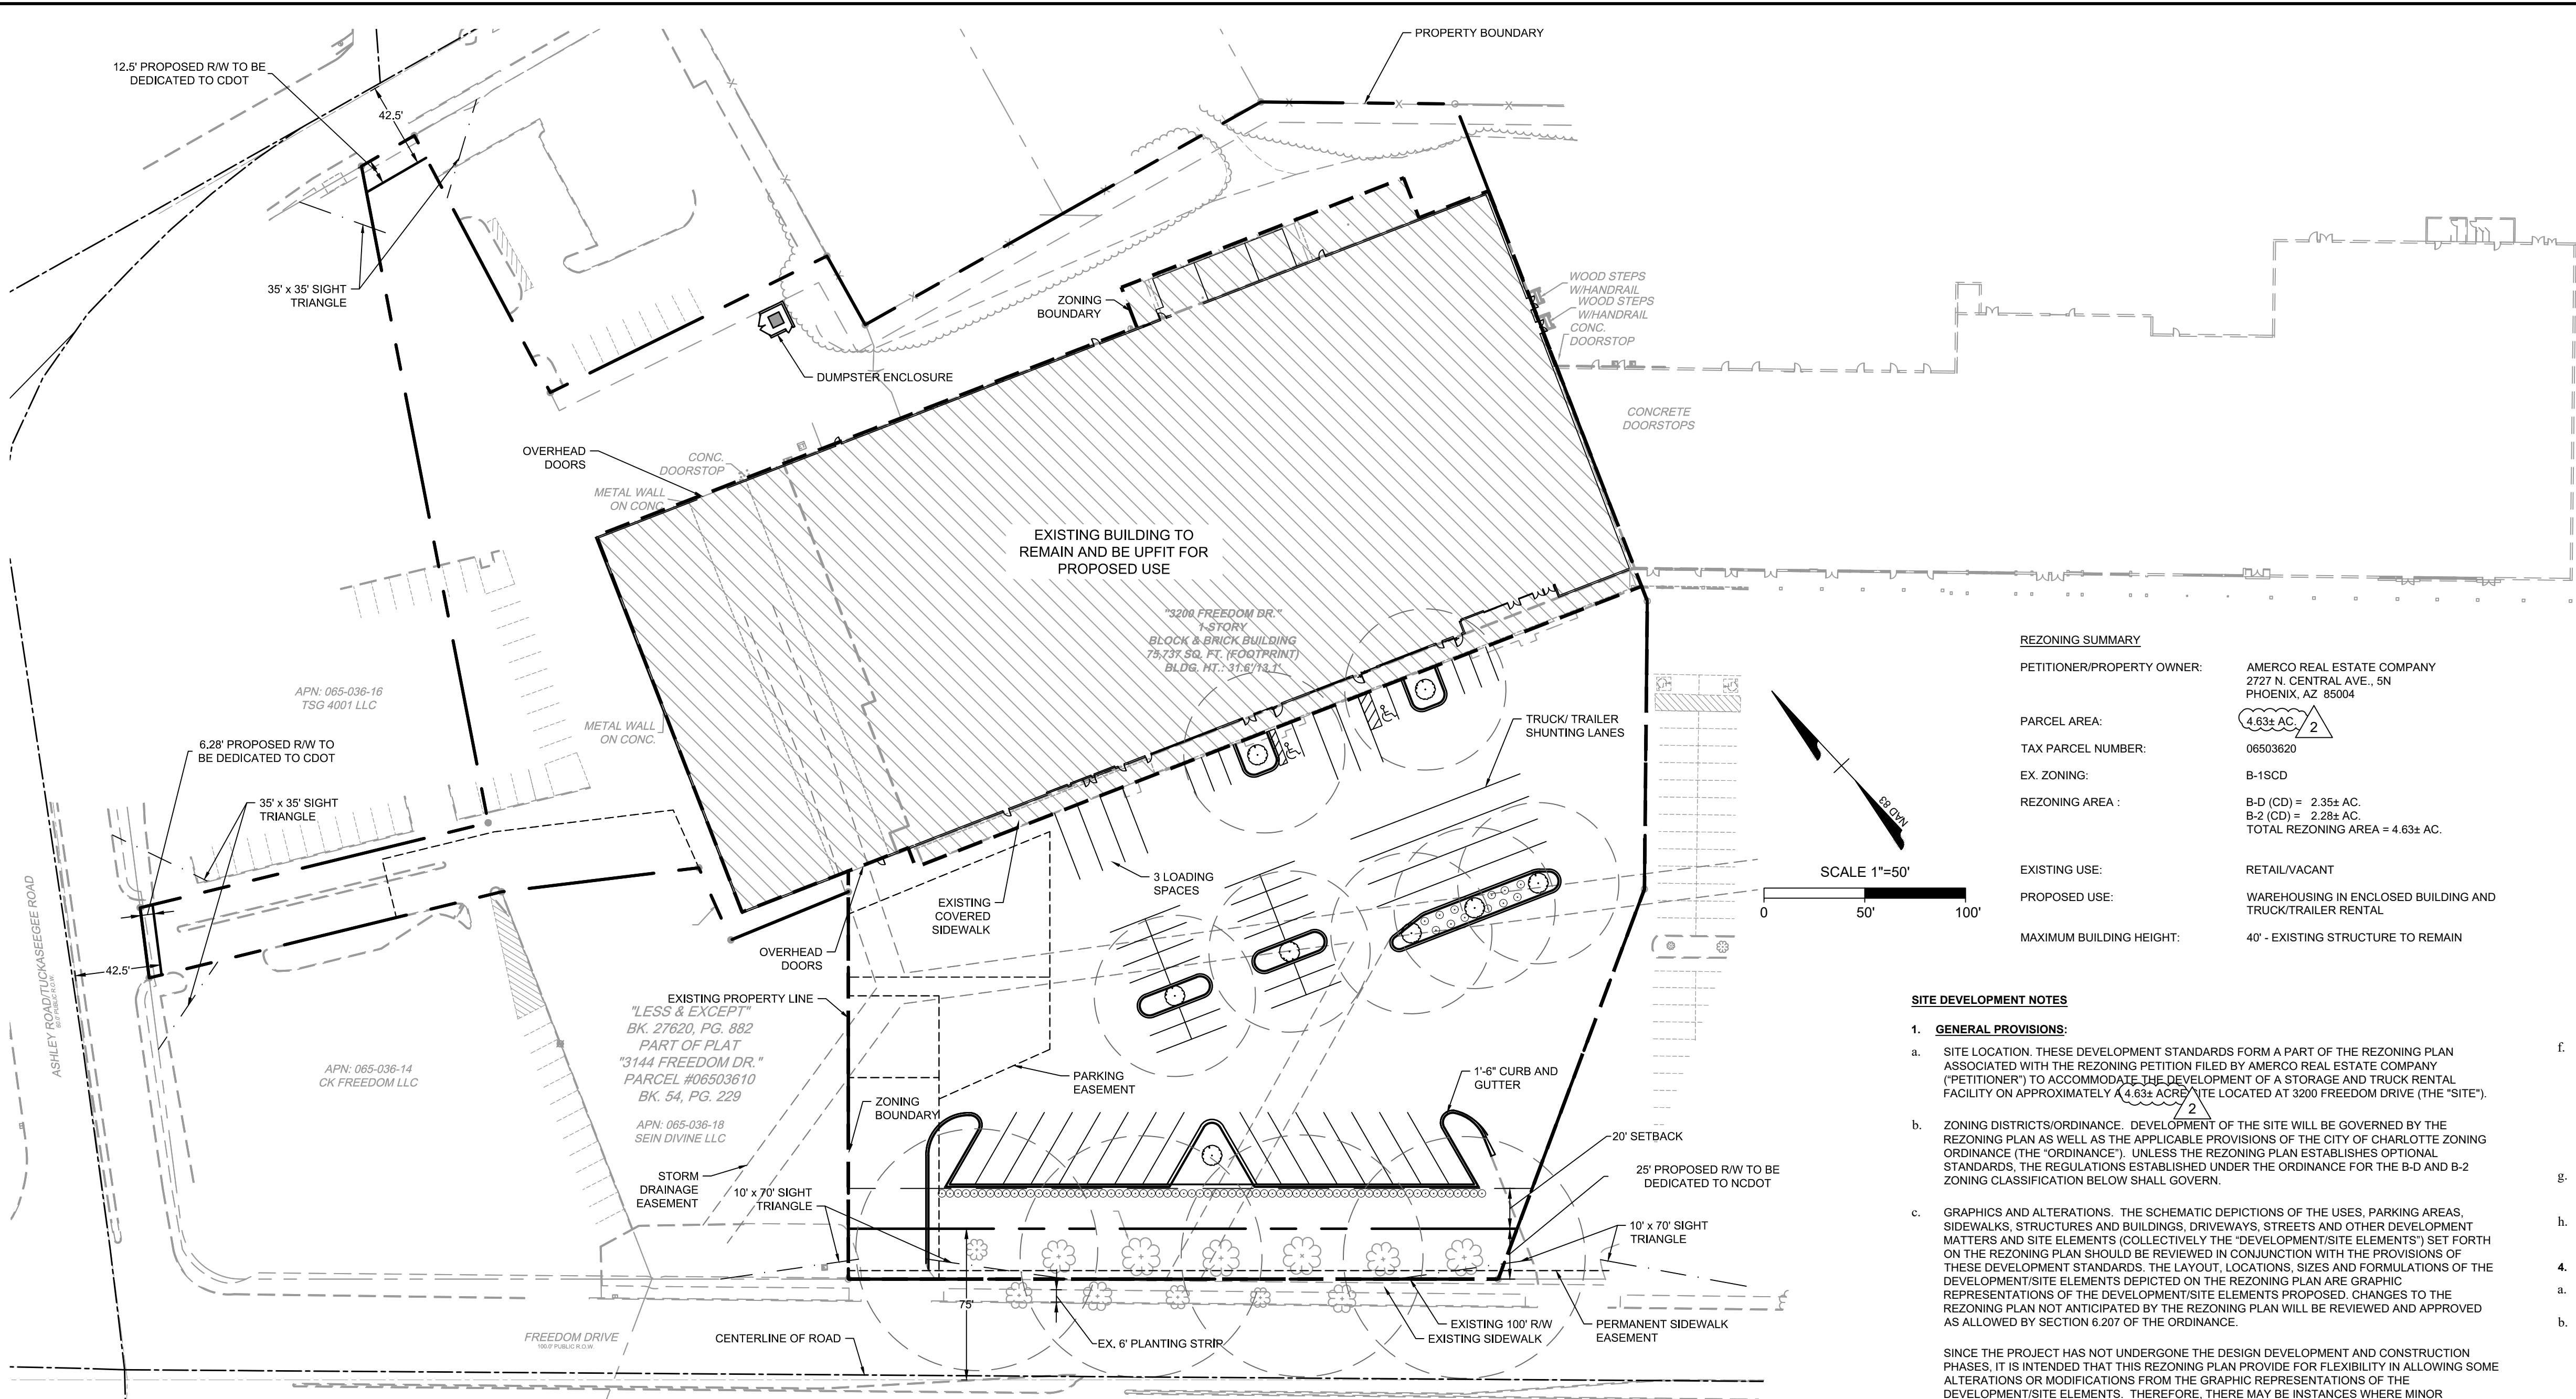 PROPERTY BOUNDARY
12.5' PROPOSED R/W TO BE
DEDICATED TO CDOT
42.5'
35' x 35' SIGHT
TRIANGLE
DUMPSTER ENCLOSURE
ZONING
BOUNDARY
WOOD STEPS
W/HANDRAIL
WOOD STEPS
W/HANDRAIL
CONC.
DOORSTOP
CONCRETE
DOORSTOPS
OVERHEAD
DOORS
CONC.
DOORSTOP
METAL WALL
ON CONC.
EXISTING BUILDING TO
REMAIN AND BE UPFIT FOR
PROPOSED USE
"3200 FREEDOM DR."
1-STORY
BLOCK & BRICK BUILDING
75,737 SQ. FT. (FOOTPRINT)
BLDG. HT.: 31.6'/13.1'
APN: 065-036-16
TSG 4001 LLC
METAL WALL
ON CONC.
6.28' PROPOSED R/W TO
BE DEDICATED TO CDOT
35' x 35' SIGHT
TRIANGLE
TRUCK/ TRAILER
SHUNTING LANES
3 LOADING
SPACES
EXISTING
COVERED
SIDEWALK
OVERHEAD
DOORS
42.5'
ASHLEY ROAD/TUCKASEEGEE ROAD
60.0' PUBLIC R.O.W.
EXISTING PROPERTY LINE
"LESS & EXCEPT"
BK. 27620, PG. 882
PART OF PLAT
"3144 FREEDOM DR."
PARCEL #06503610
BK. 54, PG. 229
APN: 065-036-18
SEIN DIVINE LLC
APN: 065-036-14
CK FREEDOM LLC
PARKING
EASEMENT
ZONING
BOUNDARY
1'-6" CURB AND
GUTTER
20' SETBACK
25' PROPOSED R/W TO BE
DEDICATED TO NCDOT
STORM
DRAINAGE
EASEMENT
10' x 70' SIGHT
TRIANGLE
10' x 70' SIGHT
TRIANGLE
75'
FREEDOM DRIVE
100.0' PUBLIC R.O.W.
CENTERLINE OF ROAD
EX. 6' PLANTING STRIP
EXISTING 100' R/W
EXISTING SIDEWALK
PERMANENT SIDEWALK
EASEMENT
NAD 83
SCALE 1"=50'
0 50' 100'
REZONING SUMMARY
PETITIONER/PROPERTY OWNER: AMERCO REAL ESTATE COMPANY
2727 N. CENTRAL AVE., 5N
PHOENIX, AZ 85004
PARCEL AREA: 4.63± AC. 2
TAX PARCEL NUMBER: 06503620
EX. ZONING: B-1SCD
REZONING AREA : B-D (CD) = 2.35± AC.
B-2 (CD) = 2.28± AC.
TOTAL REZONING AREA = 4.63± AC.
EXISTING USE: RETAIL/VACANT
PROPOSED USE: WAREHOUSING IN ENCLOSED BUILDING AND
TRUCK/TRAILER RENTAL
MAXIMUM BUILDING HEIGHT: 40' - EXISTING STRUCTURE TO REMAIN
SITE DEVELOPMENT NOTES
1. GENERAL PROVISIONS:
a. SITE LOCATION. THESE DEVELOPMENT STANDARDS FORM A PART OF THE REZONING PLAN
ASSOCIATED WITH THE REZONING PETITION FILED BY AMERCO REAL ESTATE COMPANY
("PETITIONER") TO ACCOMMODATE THE DEVELOPMENT OF A STORAGE AND TRUCK RENTAL
FACILITY ON APPROXIMATELY A 4.63± ACRE SITE LOCATED AT 3200 FREEDOM DRIVE (THE "SITE").
2
b. ZONING DISTRICTS/ORDINANCE. DEVELOPMENT OF THE SITE WILL BE GOVERNED BY THE
REZONING PLAN AS WELL AS THE APPLICABLE PROVISIONS OF THE CITY OF CHARLOTTE ZONING
ORDINANCE (THE "ORDINANCE"). UNLESS THE REZONING PLAN ESTABLISHES OPTIONAL
STANDARDS, THE REGULATIONS ESTABLISHED UNDER THE ORDINANCE FOR THE B-D AND B-2
ZONING CLASSIFICATION BELOW SHALL GOVERN.
c. GRAPHICS AND ALTERATIONS. THE SCHEMATIC DEPICTIONS OF THE USES, PARKING AREAS,
SIDEWALKS, STRUCTURES AND BUILDINGS, DRIVEWAYS, STREETS AND OTHER DEVELOPMENT
MATTERS AND SITE ELEMENTS (COLLECTIVELY THE "DEVELOPMENT/SITE ELEMENTS") SET FORTH
ON THE REZONING PLAN SHOULD BE REVIEWED IN CONJUNCTION WITH THE PROVISIONS OF
THESE DEVELOPMENT STANDARDS. THE LAYOUT, LOCATIONS, SIZES AND FORMULATIONS OF THE
DEVELOPMENT/SITE ELEMENTS DEPICTED ON THE REZONING PLAN ARE GRAPHIC
REPRESENTATIONS OF THE DEVELOPMENT/SITE ELEMENTS PROPOSED. CHANGES TO THE
REZONING PLAN NOT ANTICIPATED BY THE REZONING PLAN WILL BE REVIEWED AND APPROVED
AS ALLOWED BY SECTION 6.207 OF THE ORDINANCE.
SINCE THE PROJECT HAS NOT UNDERGONE THE DESIGN DEVELOPMENT AND CONSTRUCTION
PHASES, IT IS INTENDED THAT THIS REZONING PLAN PROVIDE FOR FLEXIBILITY IN ALLOWING SOME
ALTERATIONS OR MODIFICATIONS FROM THE GRAPHIC REPRESENTATIONS OF THE
DEVELOPMENT/SITE ELEMENTS. THEREFORE, THERE MAY BE INSTANCES WHERE MINOR
f.
g.
h.
4.
a.
b.